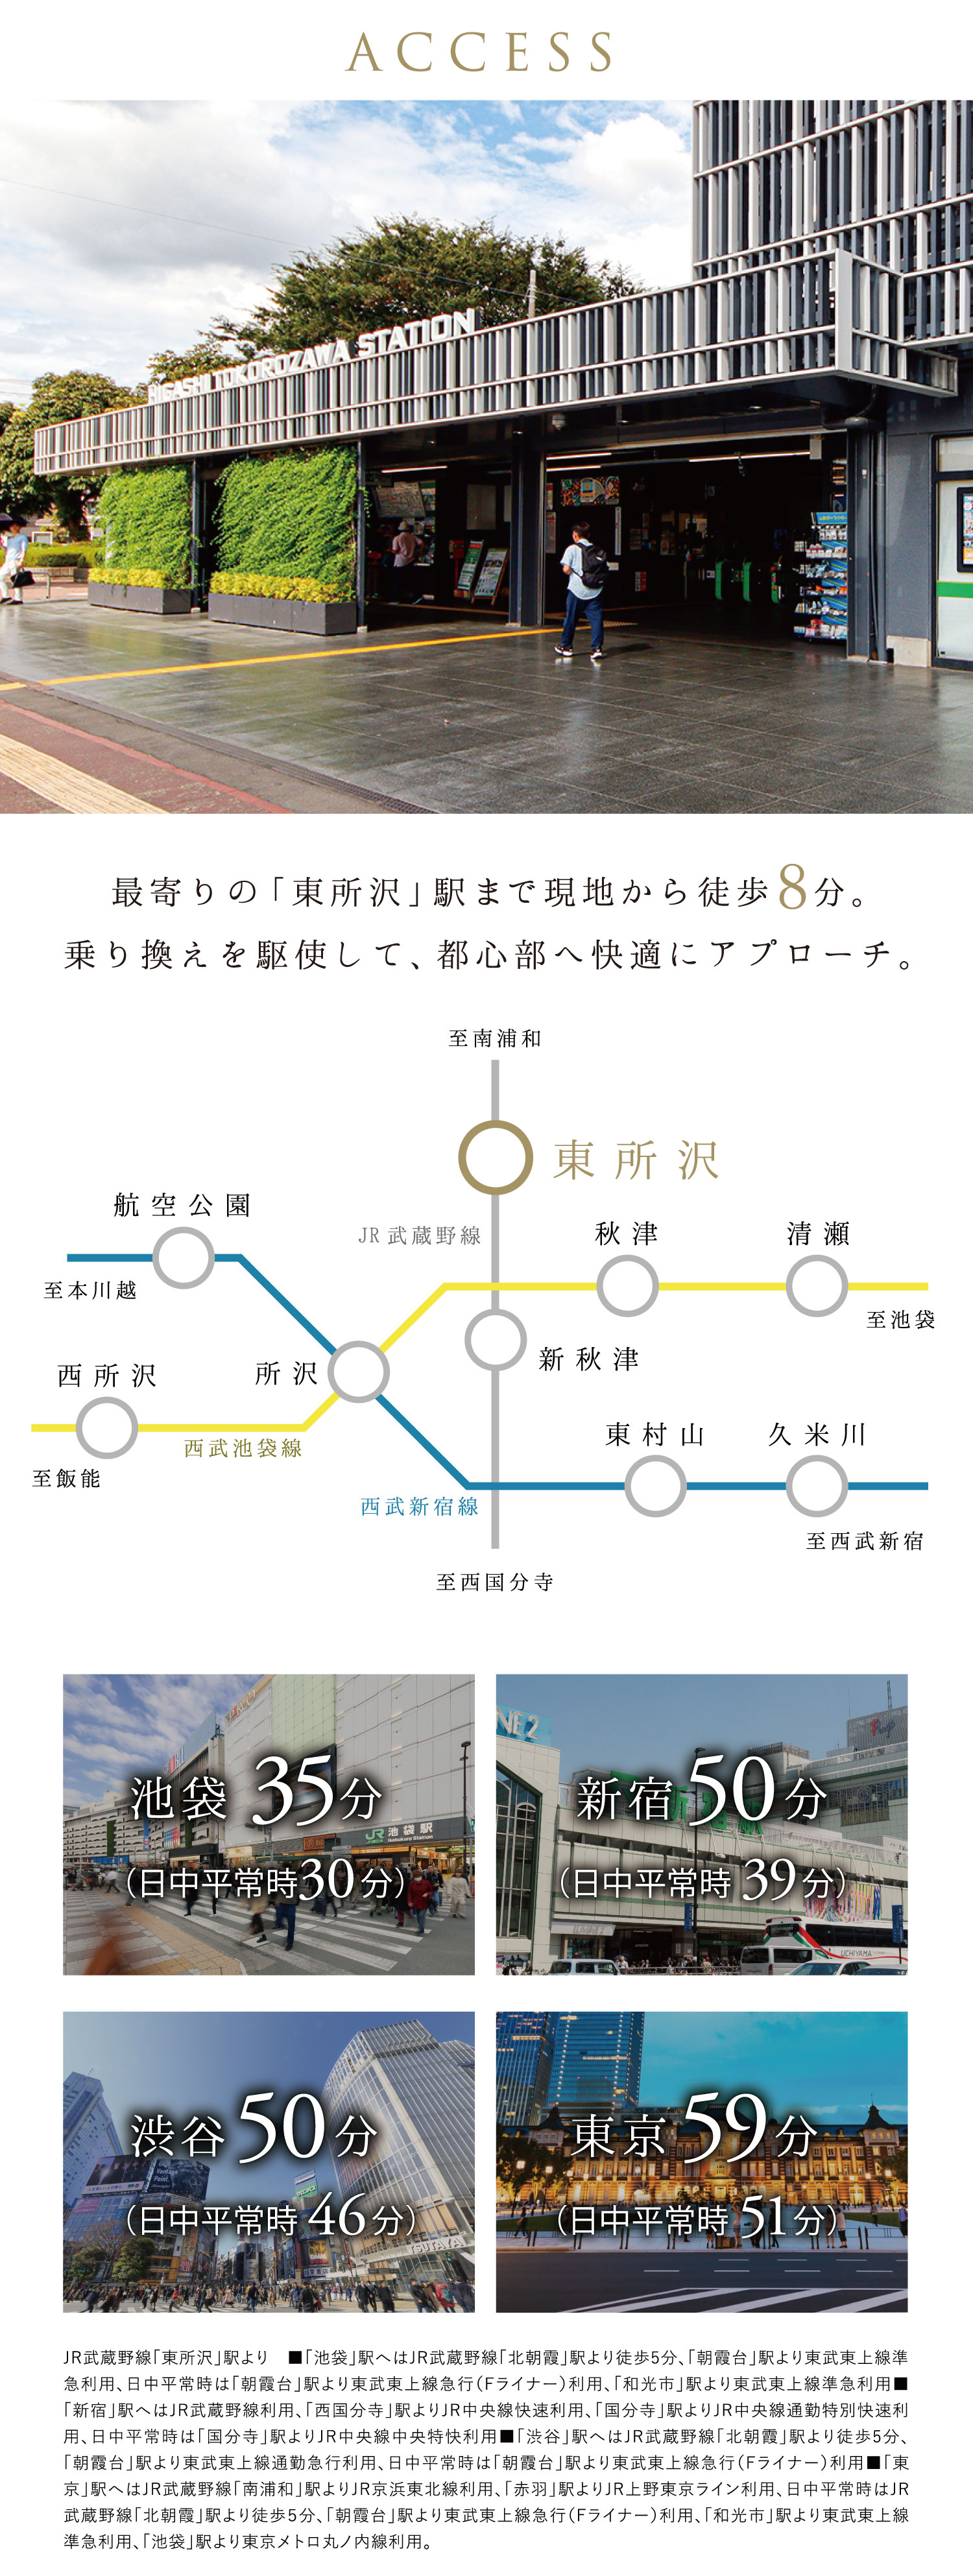 ACCESS
HIGASHI TOKOROZAWA STATION
最寄りの「東所沢」駅まで現地から徒歩8分。
乗り換えを駆使して、都心部へ快適にアプローチ。
至南浦和
東所沢
航空公園
JR 武蔵野線
秋津
清瀬
至本川越
至池袋
西所沢
所沢
新秋津
西武池袋線
東村山
久米川
至飯能
西武新宿線
至西武新宿
至西国分寺
池袋 35分
JR 池袋駅
Ikebukuro Station
(日中平常時30分)
新宿50分
(日中平常時 39分)
UCHIYAMA
渋谷50分
(日中平常時 46分)
TSUTAYA
東京59分
(日中平常時 51分)
JR武蔵野線「東所沢」駅より　■「池袋」駅へはJR武蔵野線「北朝霞」駅より徒歩5分、「朝霞台」駅より東武東上線準
急利用、日中平常時は「朝霞台」駅より東武東上線急行(Fライナー)利用、「和光市」駅より東武東上線準急利用■
「新宿」駅へはJR武蔵野線利用、「西国分寺」駅よりJR中央線快速利用、「国分寺」駅よりJR中央線通勤特別快速利
用、日中平常時は「国分寺」駅よりJR中央線中央特快利用■「渋谷」駅へはJR武蔵野線「北朝霞」駅より徒歩5分、
「朝霞台」駅より東武東上線通勤急行利用、日中平常時は「朝霞台」駅より東武東上線急行(Fライナー)利用■「東
京」駅へはJR武蔵野線「南浦和」駅よりJR京浜東北線利用、「赤羽」駅よりJR上野東京ライン利用、日中平常時はJR
武蔵野線「北朝霞」駅より徒歩5分、「朝霞台」駅より東武東上線急行(Fライナー)利用、「和光市」駅より東武東上線
準急利用、「池袋」駅より東京メトロ丸ノ内線利用。